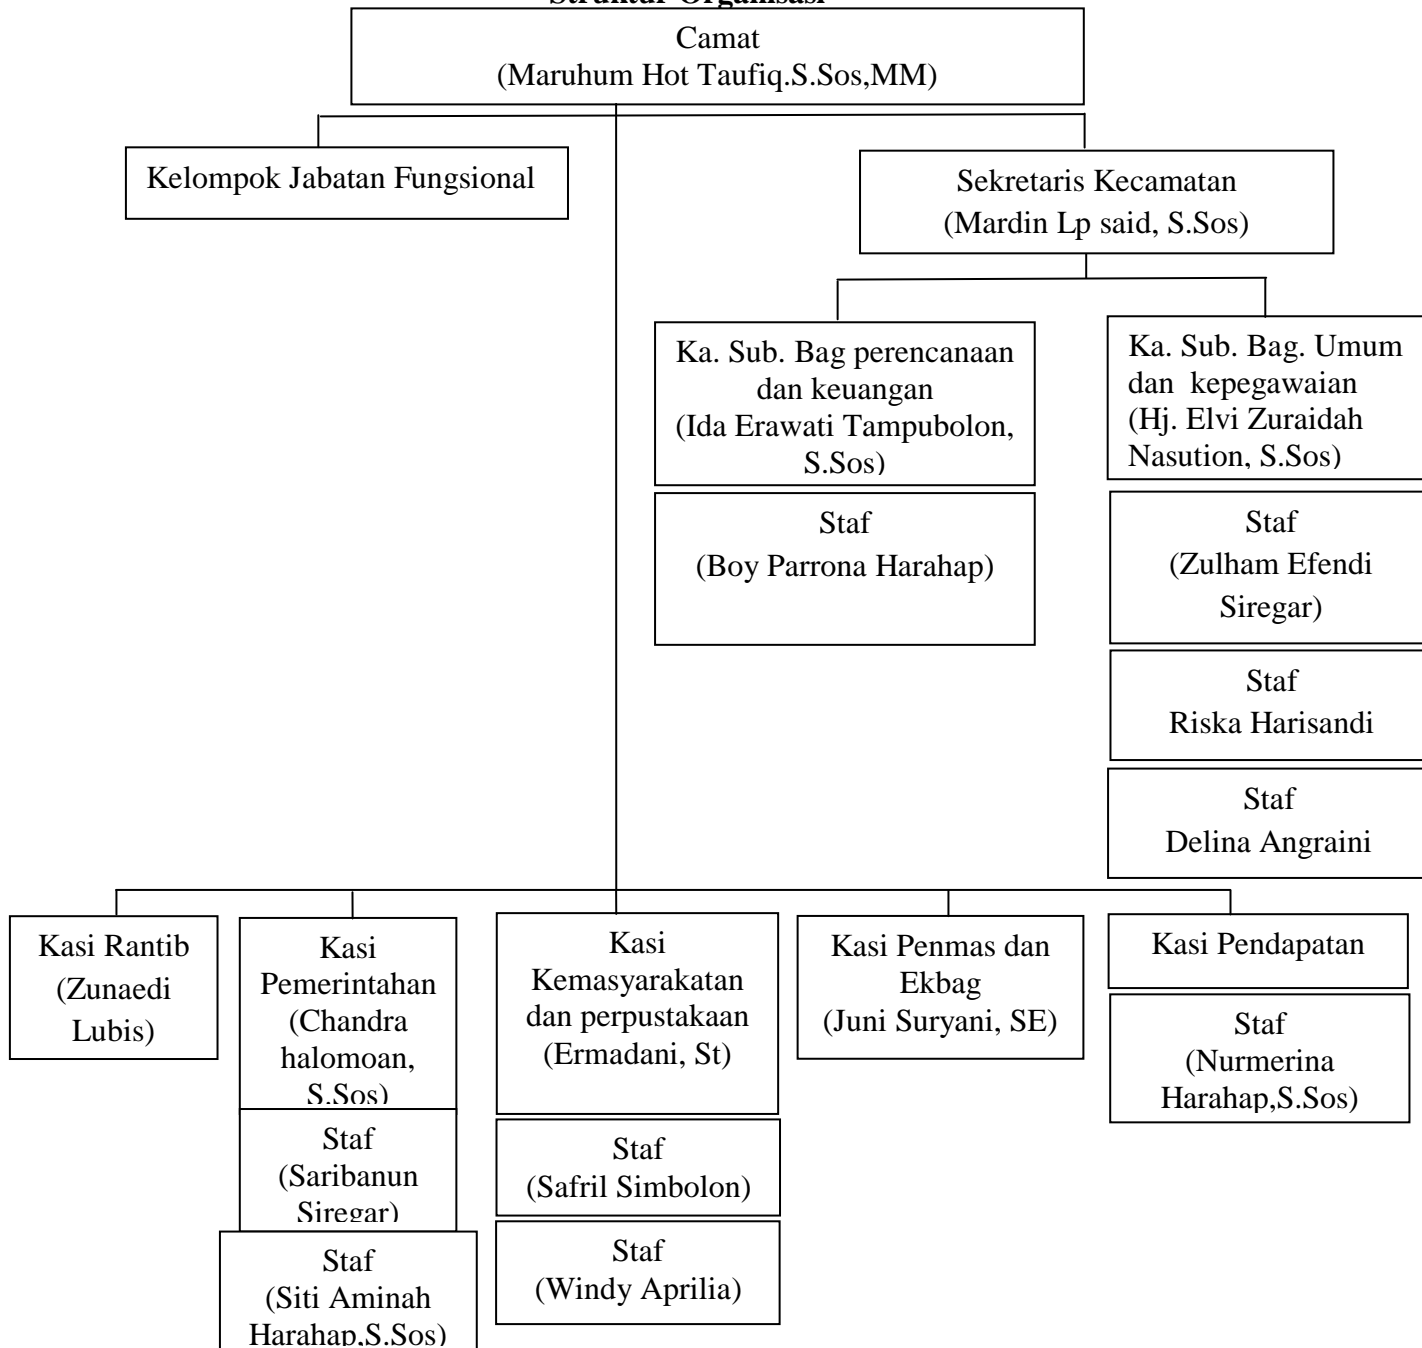 Struktur Organisasi
Camat
(Maruhum Hot Taufiq.S.Sos,MM)
Kelompok Jabatan Fungsional
Sekretaris Kecamatan
(Mardin Lp said, S.Sos)
Ka. Sub. Bag perencanaan
dan keuangan
(Ida Erawati Tampubolon,
S.Sos)
Staf
(Boy Parrona Harahap)
Ka. Sub. Bag. Umum
dan kepegawaian
(Hj. Elvi Zuraidah
Nasution, S.Sos)
Staf
(Zulham Efendi
Siregar)
Staf
Riska Harisandi
Staf
Delina Angraini
Kasi Rantib
(Zunaedi
Lubis)
Kasi
Pemerintahan
(Chandra
halomoan,
S.Sos)
Staf
(Saribanun
Siregar)
Staf
(Siti Aminah
Harahap,S.Sos)
Kasi
Kemasyarakatan
dan perpustakaan
(Ermadani, St)
Staf
(Safril Simbolon)
Staf
(Windy Aprilia)
Kasi Penmas dan
Ekbag
(Juni Suryani, SE)
Kasi Pendapatan
Staf
(Nurmerina
Harahap,S.Sos)